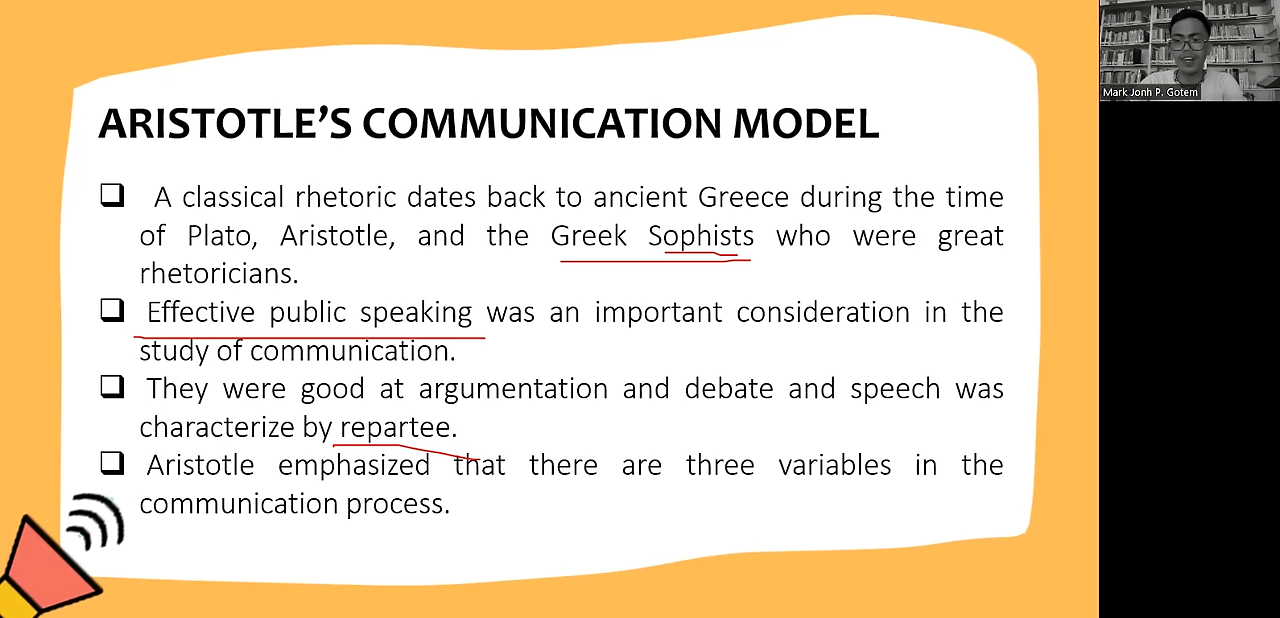 ARISTOTLE'S COMMUNICATION MODEL
A classical rhetoric dates back to ancient Greece during the time
of Plato, Aristotle, and the Greek Sophists who were great
rhetoricians.
Effective public speaking was an important consideration in the
study of communication.
They were good at argumentation and debate and speech was
characterize by repartee.
Aristotle emphasized that there are three variables in the
communication process.
Mark Jonh P. Gotem